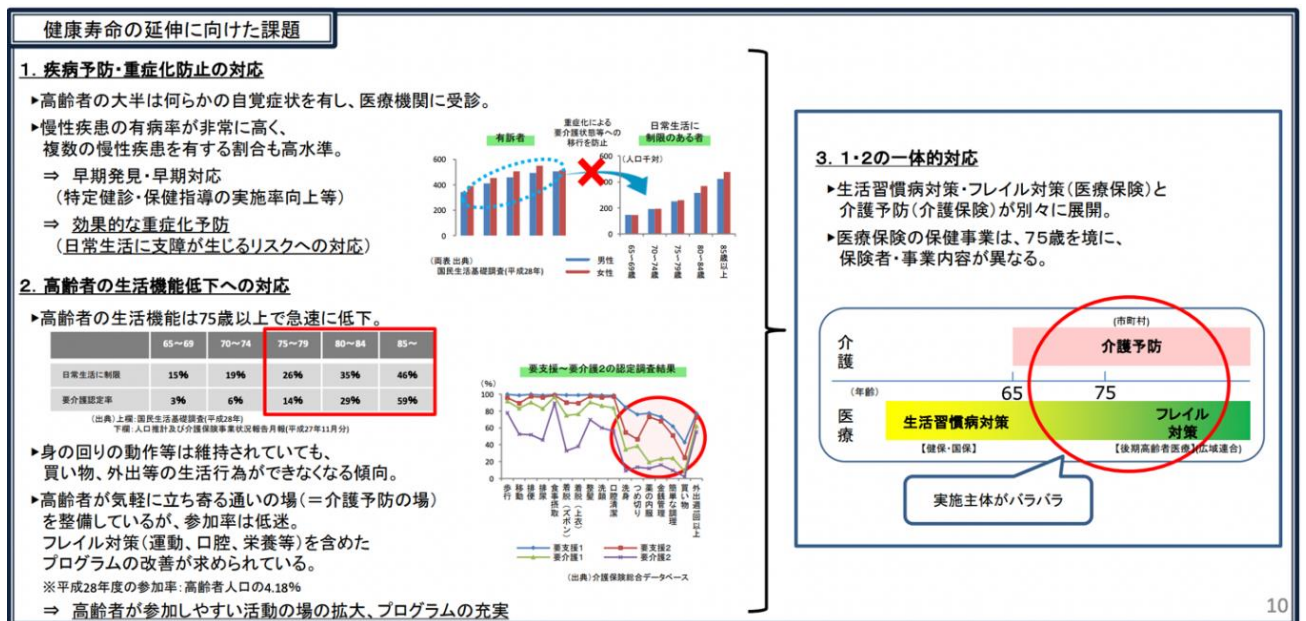 健康寿命の延伸に向けた課題
1. 疾病予防・重症化防止の対応
▶高齢者の大半は何らかの自覚症状を有し、医療機関に受診。
▶慢性疾患の有病率が非常に高く、
複数の慢性疾患を有する割合も高水準。
⇒ 早期発見・早期対応
(特定健診・保健指導の実施率向上等)
⇒ 効果的な重症化予防
(日常生活に支障が生じるリスクへの対応)
有訴者
重症化による
要介護状態等への
移行を防止
日常生活に
制限のある者
600
400
200
0
(人口千対)
600
400
200
0
65~69歳
70~74歳
75~79歳
80~84歳
85歳以上
(両表 出典)
国民生活基礎調査(平成28年)
男性
女性
2. 高齢者の生活機能低下への対応
▶高齢者の生活機能は75歳以上で急速に低下。
65~69 70~74 75~79 80~84 85~
日常生活に制限 15% 19% 26% 35% 46%
要介護認定率 3% 6% 14% 29% 59%
(出典)上欄:国民生活基礎調査(平成28年)
下欄:人口推計及び介護保険事業状況報告月報(平成27年11月分)
▶身の回りの動作等は維持されていても、
買い物、外出等の生活行為ができなくなる傾向。
▶高齢者が気軽に立ち寄る通いの場(=介護予防の場)
を整備しているが、参加率は低迷。
フレイル対策(運動、口腔、栄養等)を含めた
プログラムの改善が求められている。
※平成28年度の参加率:高齢者人口の4.18%
⇒ 高齢者が参加しやすい活動の場の拡大、プログラムの充実
要支援~要介護2の認定調査結果
(%)
100
80
60
40
20
0
歩行
移動
排便
排尿
食事摂取
着脱(ズボン)
着脱(上衣)
整髪
洗顔
口腔清潔
洗身
つめ切り
薬の内服
金銭管理
簡単な調理
買い物
外出週1回以上
要支援1
要支援2
要介護1
要介護2
(出典)介護保険総合データベース
3. 1・2の一体的対応
▶生活習慣病対策・フレイル対策(医療保険)と
介護予防(介護保険)が別々に展開。
▶医療保険の保健事業は、75歳を境に、
保険者・事業内容が異なる。
介護
(市町村)
介護予防
(年齢)
65
75
医療
生活習慣病対策
フレイル
対策
【健保・国保】
【後期高齢者医療】(広域連合)
実施主体がバラバラ
10